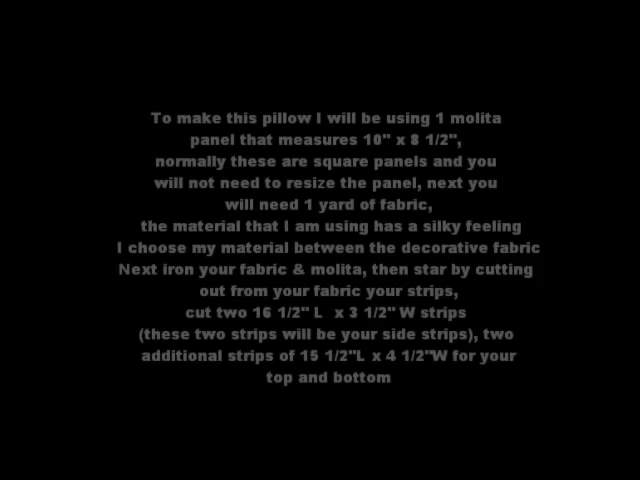 To make this pillow I will be using 1 molita
panel that measures 10" x 8 1/2",
normally these are square panels and you
will not need to resize the panel, next you
will need 1 yard of fabric,
the material that I am using has a silky feeling
I choose my material between the decorative fabric
Next iron your fabric & molita, then star by cutting
out from your fabric your strips,
cut two 16 1/2" L  x 3 1/2" W strips
(these two strips will be your side strips), two
additional strips of 15 1/2"L  x 4 1/2"W for your
top and bottom